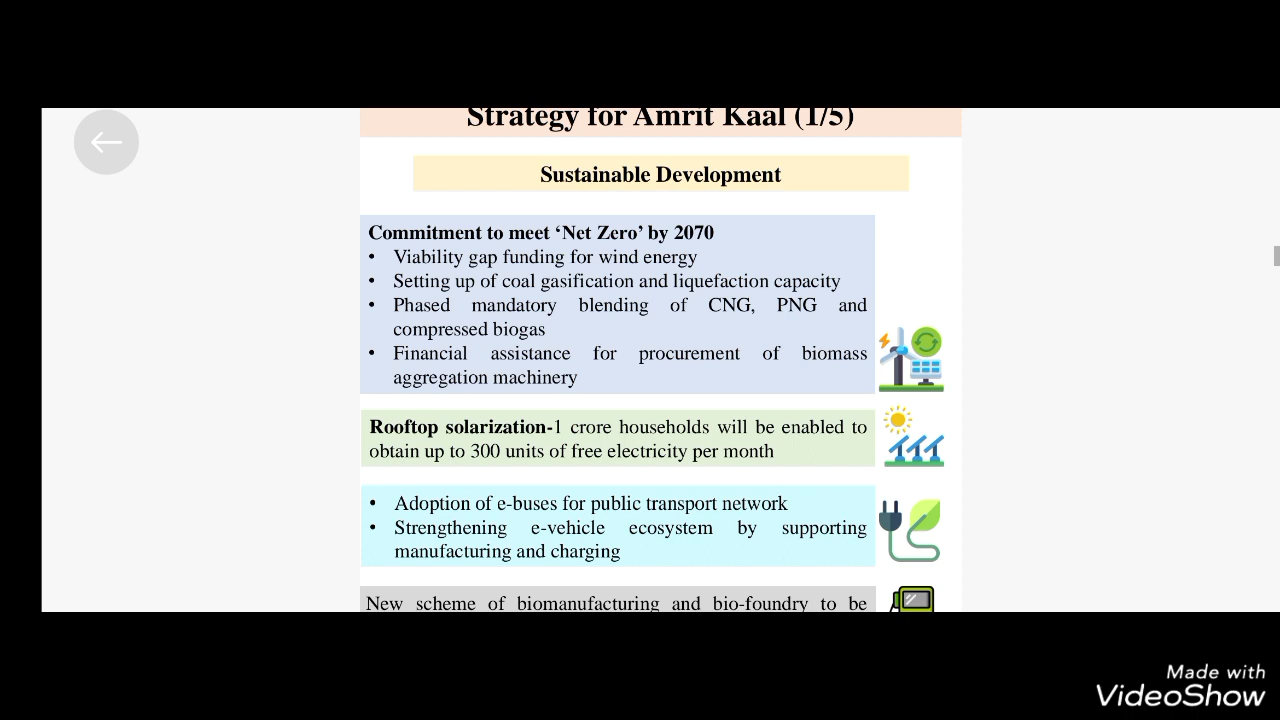 Strategy for Amrit Kaal (1/5)
Sustainable Development
Commitment to meet ‘Net Zero’ by 2070
• Viability gap funding for wind energy
• Setting up of coal gasification and liquefaction capacity
• Phased mandatory blending of CNG, PNG and
compressed biogas
• Financial assistance for procurement of biomass
aggregation machinery
Rooftop solarization-1 crore households will be enabled to
obtain up to 300 units of free electricity per month
• Adoption of e-buses for public transport network
• Strengthening e-vehicle ecosystem by supporting
manufacturing and charging
New scheme of biomanufacturing and bio-foundry to be
Made with
VideoShow